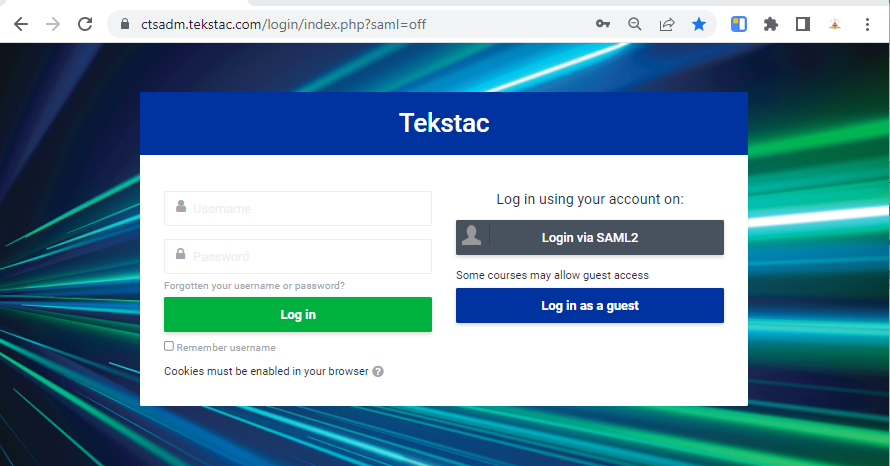 ctsadm.tekstac.com/login/index.php?saml=off
Tekstac
Username
Password
Forgotten your username or password?
Log in
Remember username
Cookies must be enabled in your browser ?
Log in using your account on:
Login via SAML2
Some courses may allow guest access
Log in as a guest